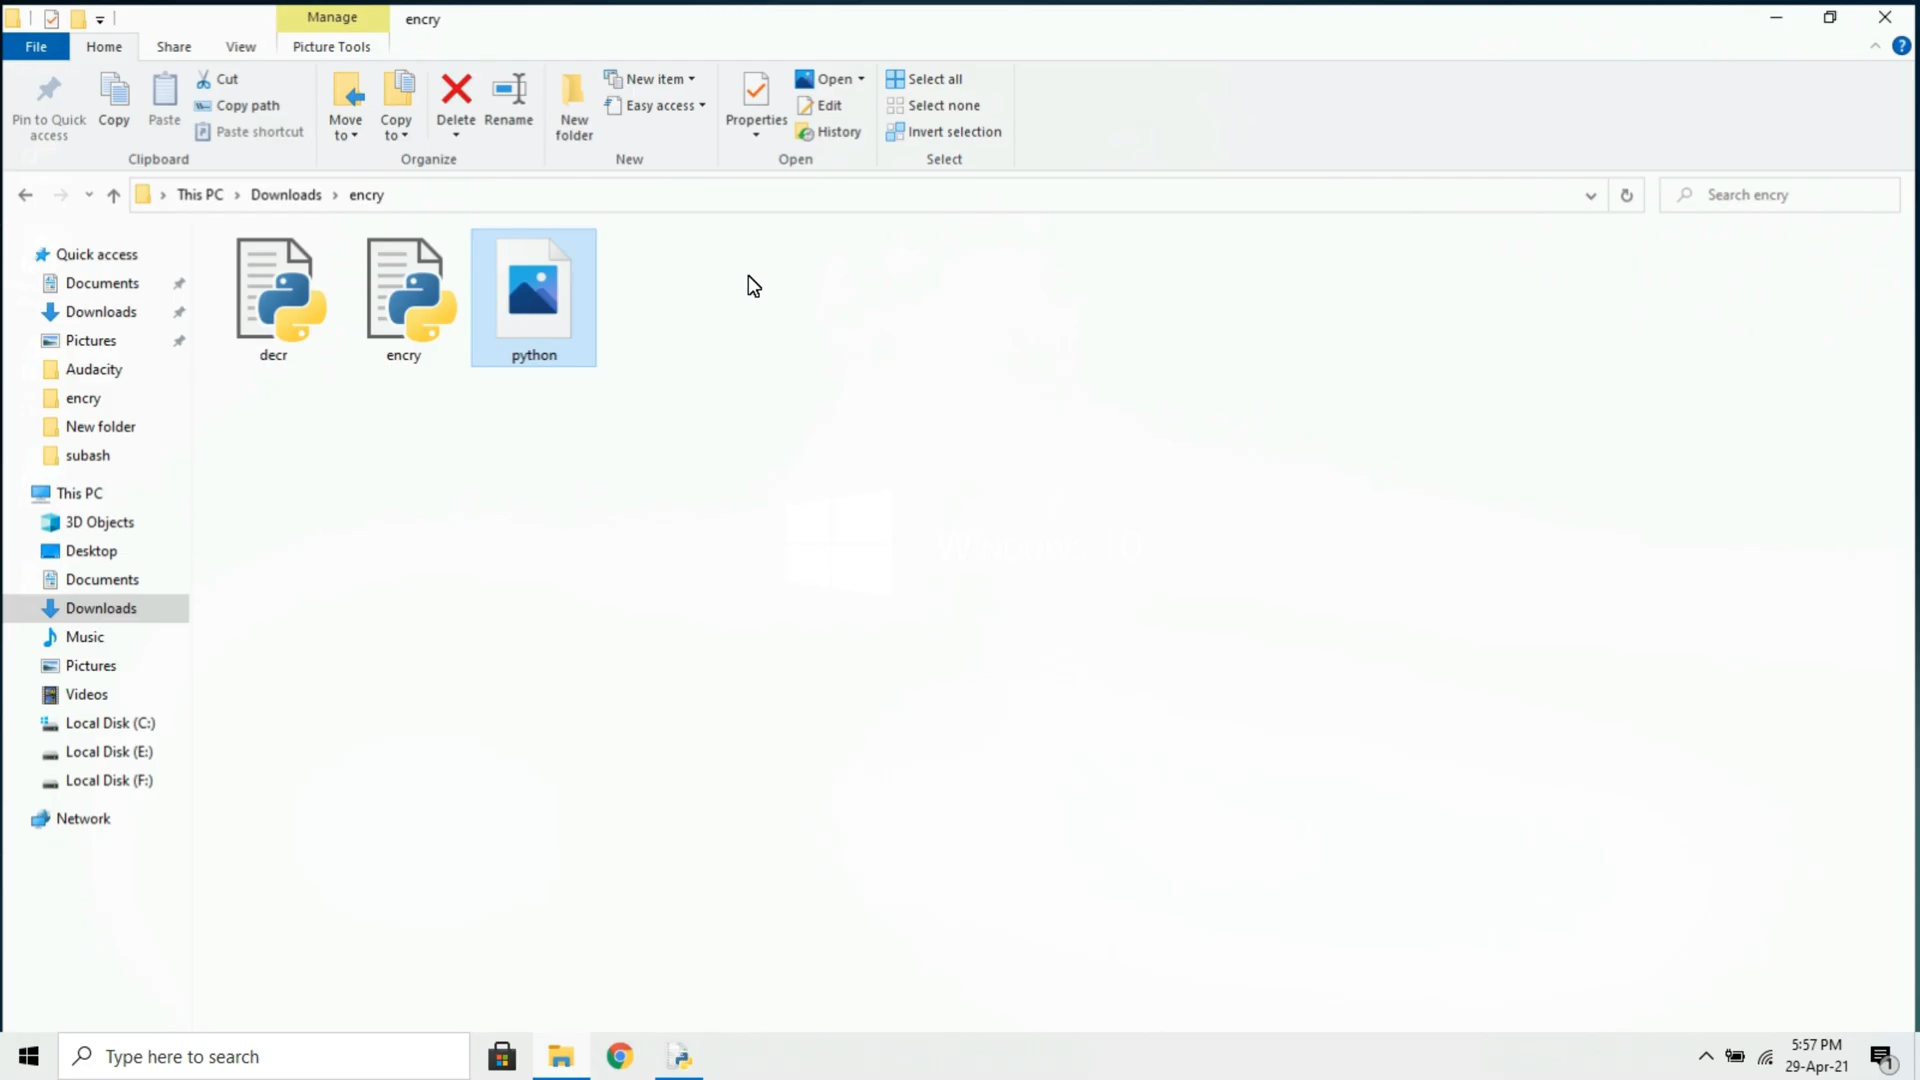 Manage
encry
File
Home
Share
View
Picture Tools
Pin to Quick access
Copy
Paste
Cut
Copy path
Paste shortcut
Move to
Copy to
Delete
Rename
New folder
New item
Easy access
Properties
Open
Edit
History
Select all
Select none
Invert selection
Clipboard
Organize
New
Open
Select
This PC
Downloads
encry
Search encry
Quick access
Documents
Downloads
Pictures
Audacity
encry
New folder
subash
This PC
3D Objects
Desktop
Documents
Downloads
Music
Pictures
Videos
Local Disk (C:)
Local Disk (E:)
Local Disk (F:)
Network
decr
encry
python
Type here to search
5:57 PM
29-Apr-21
1